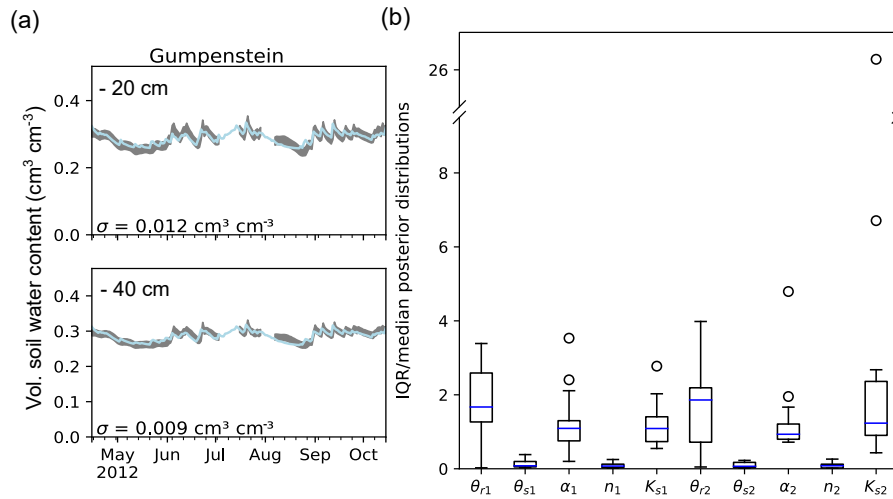 (a)
Gumpenstein
- 20 cm
Vol. soil water content (cm³ cm⁻³)
0.4
0.2
0.0
σ = 0.012 cm³ cm⁻³
- 40 cm
0.4
0.3
0.2
0.1
0.0
σ = 0.009 cm³ cm⁻³
May Jun Jul Aug Sep Oct
2012
(b)
IQR/median posterior distributions
26
8
6
4
2
0
θr1 θs1 α1 n1 Ks1 θr2 θs2 α2 n2 Ks2